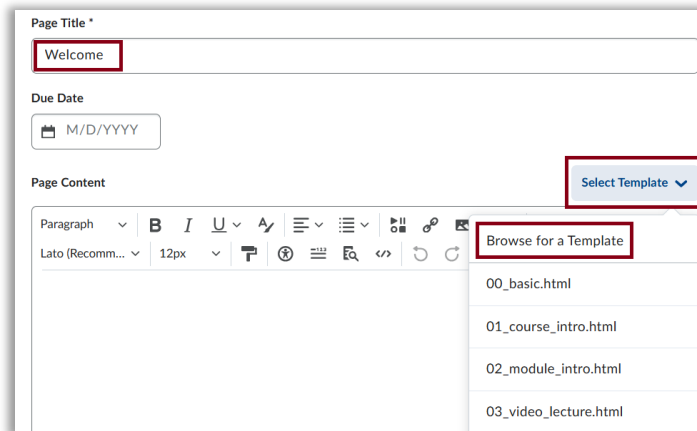 Page Title *
Welcome
Due Date
M/D/YYYY
Page Content
Select Template
Paragraph B I U A
Lato (Recomm... 12px
Browse for a Template
00_basic.html
01_course_intro.html
02_module_intro.html
03_video_lecture.html